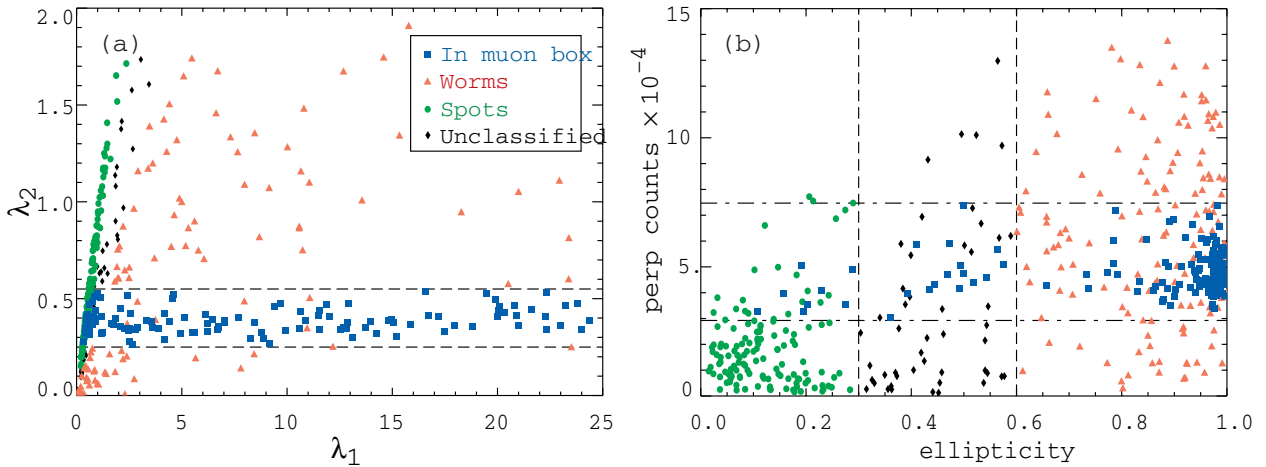 2.0
1.5
1.0
0.5
0.0
λ2
(a)
In muon box
Worms
Spots
Unclassified
0
5
10
15
20
25
λ1
15
10
5
0
perp counts × 10−4
(b)
0.0
0.2
0.4
0.6
0.8
1.0
ellipticity